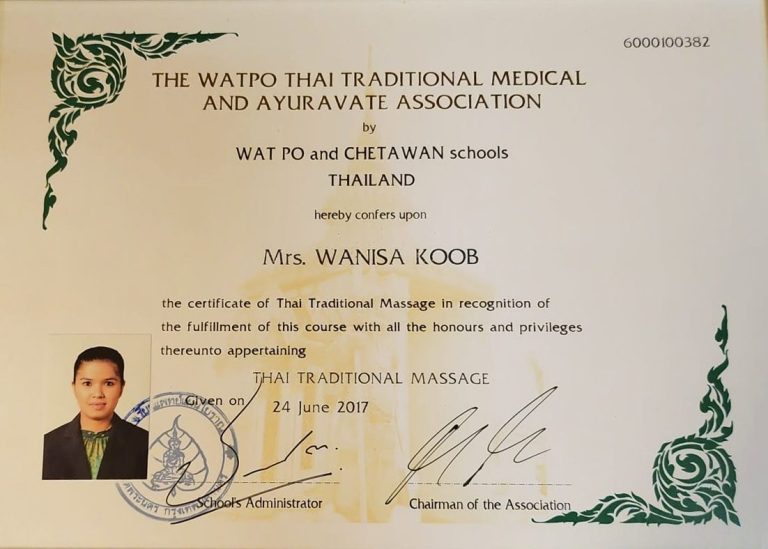 6000100382
THE WATPO THAI TRADITIONAL MEDICAL
AND AYURAVATE ASSOCIATION
by
WAT PO and CHETAWAN schools
THAILAND
hereby confers upon
Mrs. WANISA KOOB
the certificate of Thai Traditional Massage in recognition of
the fulfillment of this course with all the honours and privileges
thereunto appertaining
THAI TRADITIONAL MASSAGE
Given on 24 June 2017
School's Administrator
Chairman of the Association